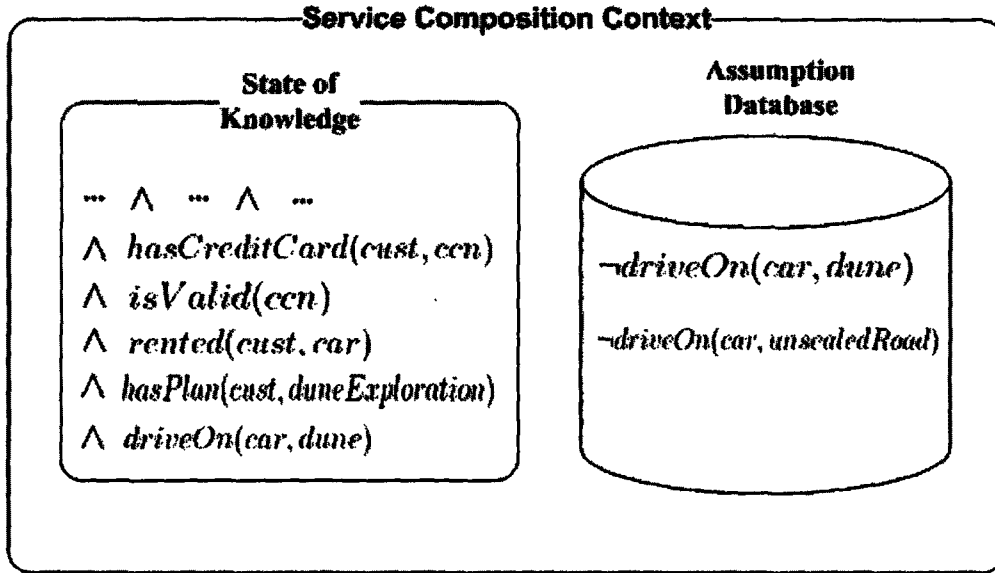 Service Composition Context
State of
Knowledge
... ∧ ... ∧ ...
∧ hasCreditCard(cust, ccn)
∧ isValid(ccn)
∧ rented(cust, car)
∧ hasPlan(cust, duneExploration)
∧ driveOn(car, dune)
Assumption
Database
¬driveOn(car, dune)
¬driveOn(car, unsealedRoad)